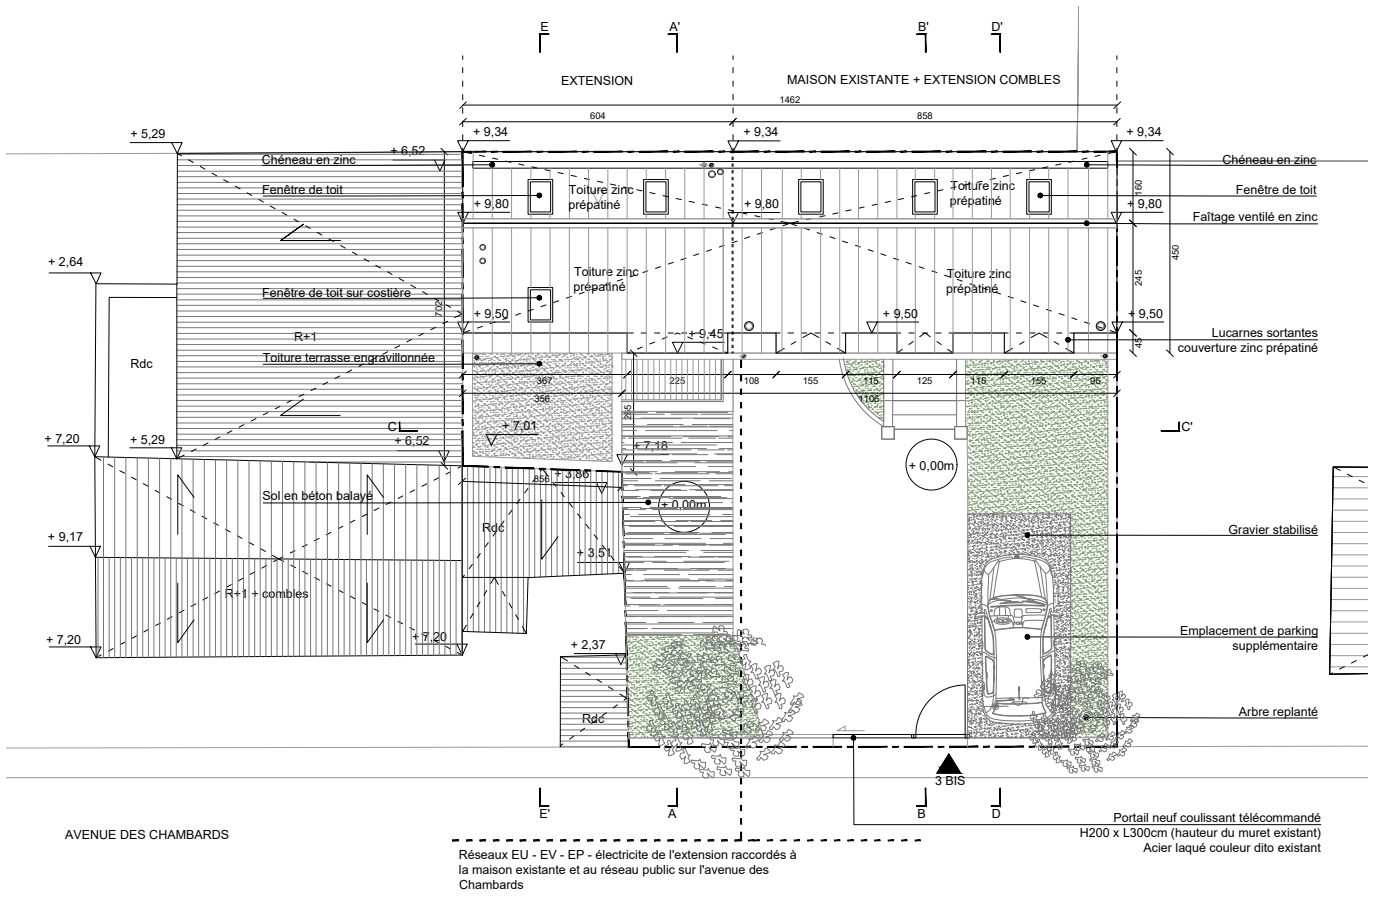 E
A'
B'
D'
EXTENSION
MAISON EXISTANTE + EXTENSION COMBLES
1462
604
858
+ 5,29
+ 9,34
+ 9,34
+ 9,34
+ 6,52
Chéneau en zinc
Chéneau en zinc
Fenêtre de toit
Toiture zinc
prépatiné
Toiture zinc
prépatiné
160
Fenêtre de toit
+ 9,80
+ 9,80
+ 9,80
Faîtage ventilé en zinc
450
+ 2,64
Toiture zinc
prépatiné
Toiture zinc
prépatiné
245
Fenêtre de toit sur costière
702
+ 9,50
+ 9,50
+ 9,50
R+1
+ 9,45
45
Lucarnes sortantes
couverture zinc prépatiné
Rdc
Toiture terrasse engravillonnée
367
225
108
155
115
125
115
155
96
356
1106
285
C
C'
+ 7,20
+ 5,29
+ 6,52
+ 7,01
+ 7,18
+ 0,00m
+ 3,86
356
Sol en béton balayé
+ 0,00m
Rdc
Gravier stabilisé
+ 9,17
+ 3,51
R+1 + combles
+ 7,20
+ 7,20
+ 2,37
Emplacement de parking
supplémentaire
Rdc
Arbre replanté
3 BIS
E'
A
B
D
AVENUE DES CHAMBARDS
Portail neuf coulissant télécommandé
H200 x L300cm (hauteur du muret existant)
Acier laqué couleur dito existant
Réseaux EU - EV - EP - électricite de l'extension raccordés à
la maison existante et au réseau public sur l'avenue des
Chambards